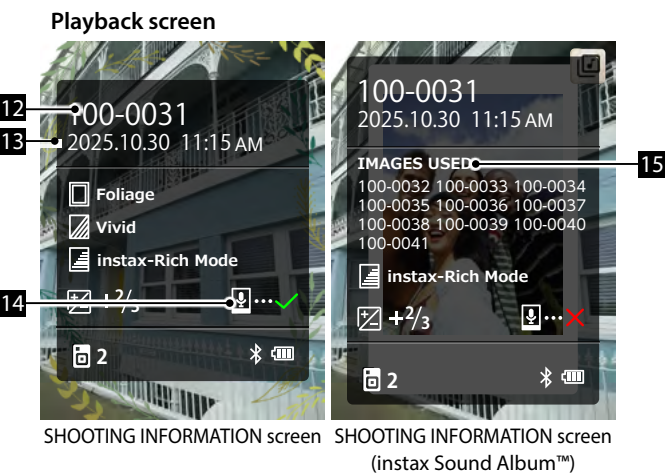 Playback screen
12
100-0031
13
2025.10.30 11:15 AM
Foliage
Vivid
instax-Rich Mode
14
+2/3
2
SHOOTING INFORMATION screen
100-0031
2025.10.30 11:15 AM
IMAGES USED
15
100-0032 100-0033 100-0034
100-0035 100-0036 100-0037
100-0038 100-0039 100-0040
100-0041
instax-Rich Mode
+2/3
2
SHOOTING INFORMATION screen
(instax Sound Album™)